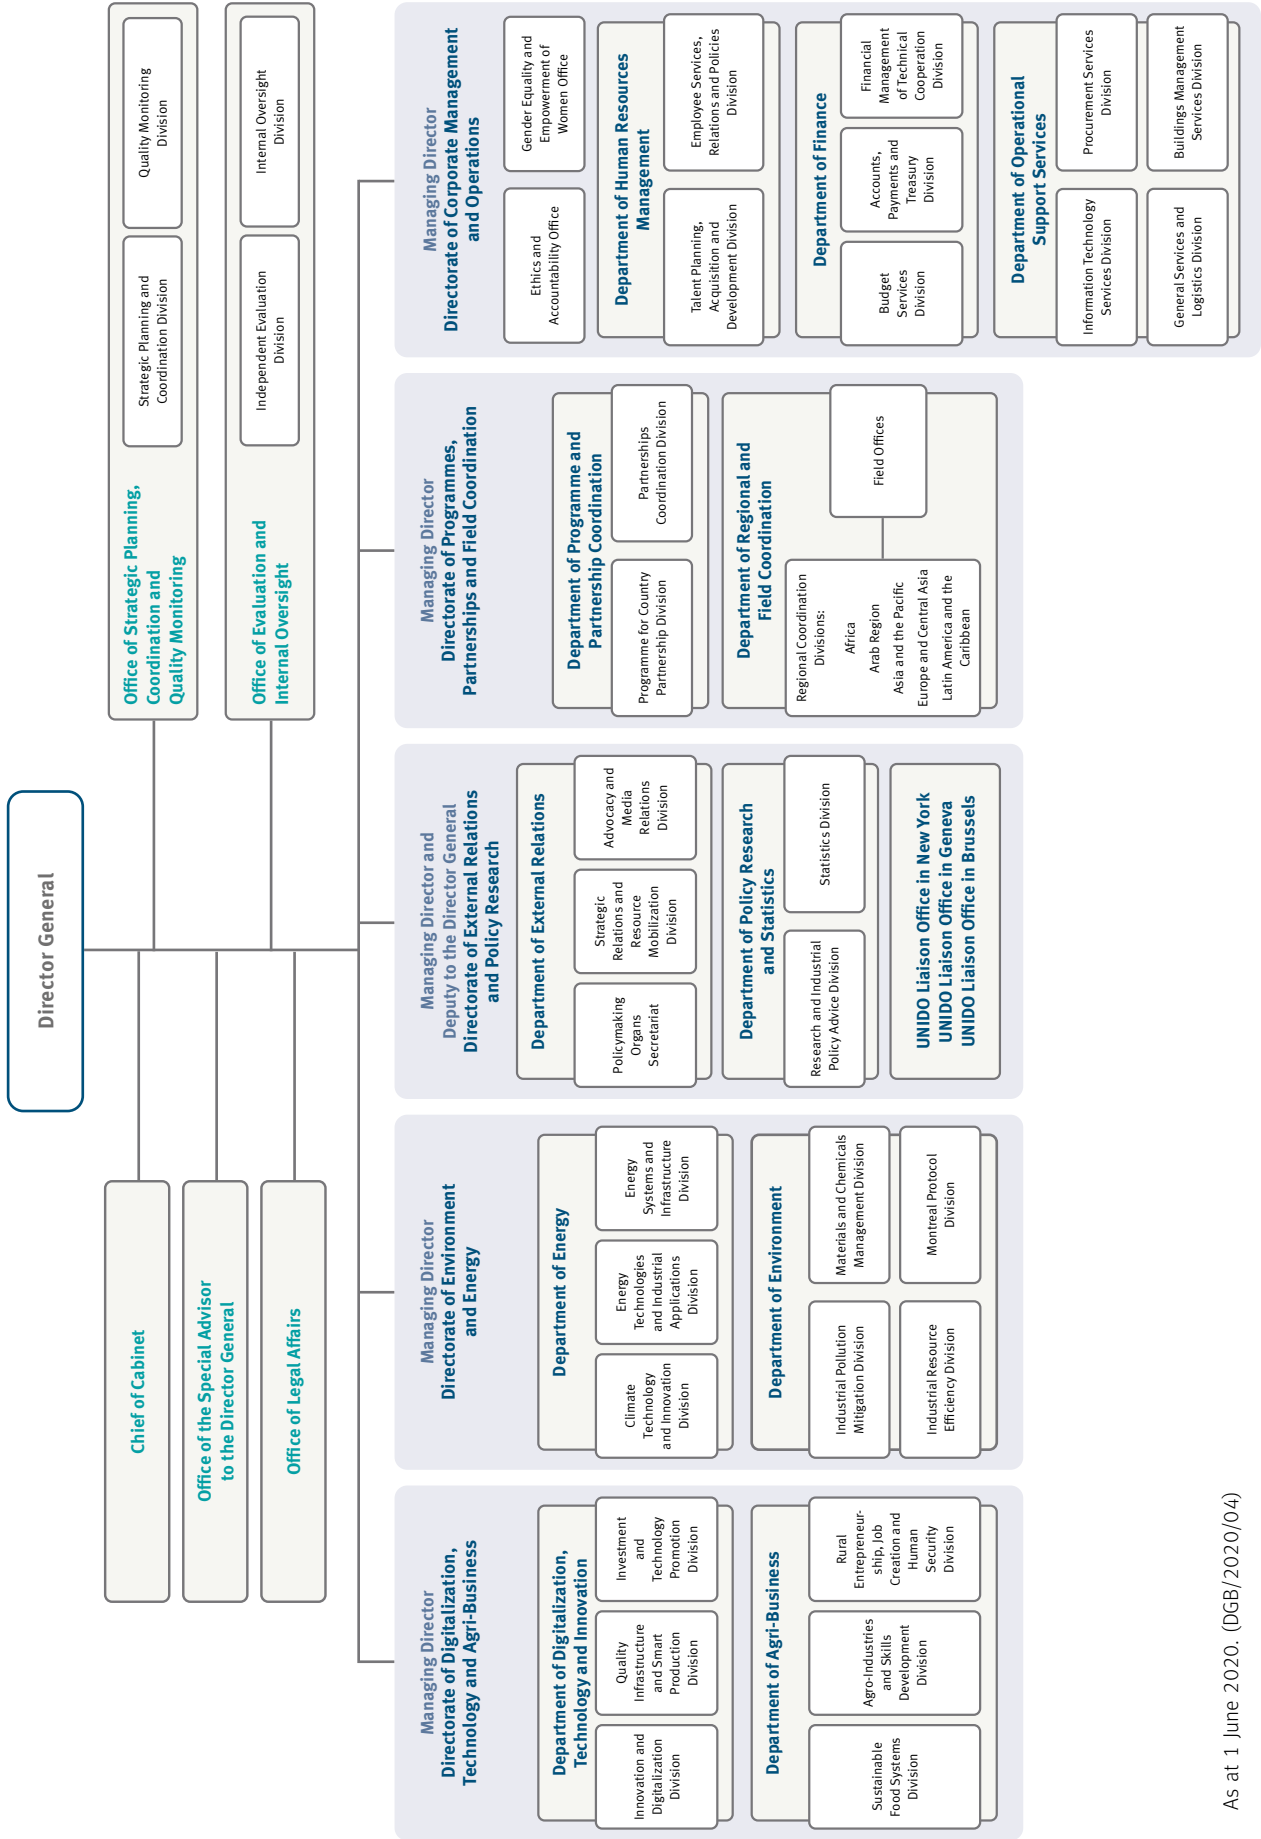 Director General
Chief of Cabinet
Office of the Special Advisor
to the Director General
Office of Legal Affairs
Office of Strategic Planning,
Coordination and
Quality Monitoring
Strategic Planning and
Coordination Division
Quality Monitoring
Division
Office of Evaluation and
Internal Oversight
Independent Evaluation
Division
Internal Oversight
Division
Managing Director
Directorate of Digitalization,
Technology and Agri-Business
Department of Digitalization,
Technology and Innovation
Innovation and
Digitalization
Division
Quality
Infrastructure
and Smart
Production
Division
Investment
and
Technology
Promotion
Division
Department of Agri-Business
Sustainable
Food Systems
Division
Agro-Industries
and Skills
Development
Division
Rural
Entrepreneur-
ship, Job
Creation and
Human
Security
Division
Managing Director
Directorate of Environment
and Energy
Department of Energy
Climate
Technology
and Innovation
Division
Energy
Technologies
and Industrial
Applications
Division
Energy
Systems and
Infrastructure
Division
Department of Environment
Industrial Pollution
Mitigation Division
Materials and Chemicals
Management Division
Industrial Resource
Efficiency Division
Montreal Protocol
Division
Managing Director and
Deputy to the Director General
Directorate of External Relations
and Policy Research
Department of External Relations
Policymaking
Organs
Secretariat
Strategic
Relations and
Resource
Mobilization
Division
Advocacy and
Media
Relations
Division
Department of Policy Research
and Statistics
Research and Industrial
Policy Advice Division
Statistics Division
UNIDO Liaison Office in New York
UNIDO Liaison Office in Geneva
UNIDO Liaison Office in Brussels
Managing Director
Directorate of Programmes,
Partnerships and Field Coordination
Department of Programme and
Partnership Coordination
Programme for Country
Partnership Division
Partnerships
Coordination Division
Department of Regional and
Field Coordination
Regional Coordination
Divisions:
Africa
Arab Region
Asia and the Pacific
Europe and Central Asia
Latin America and the
Caribbean
Field Offices
Managing Director
Directorate of Corporate Management
and Operations
Ethics and
Accountability Office
Gender Equality and
Empowerment of
Women Office
Department of Human Resources
Management
Talent Planning,
Acquisition and
Development Division
Employee Services,
Relations and Policies
Division
Department of Finance
Budget
Services
Division
Accounts,
Payments and
Treasury
Division
Financial
Management
of Technical
Cooperation
Division
Department of Operational
Support Services
Information Technology
Services Division
Procurement Services
Division
General Services and
Logistics Division
Buildings Management
Services Division
As at 1 June 2020. (DGB/2020/04)